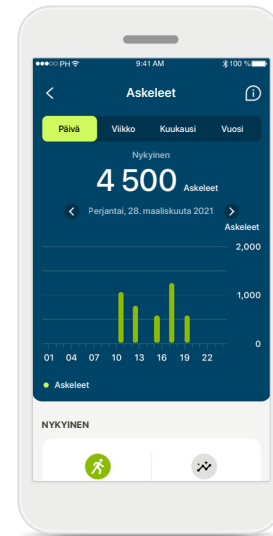 PH 9:41 AM 100 %
Askeleet
Päivä Viikko Kuukausi Vuosi
Nykyinen
4 500 Askeleet
Perjantai, 28. maaliskuuta 2021
Askeleet
2,000
1,000
0
01 04 07 10 13 16 19 22
Askeleet
NYKYINEN